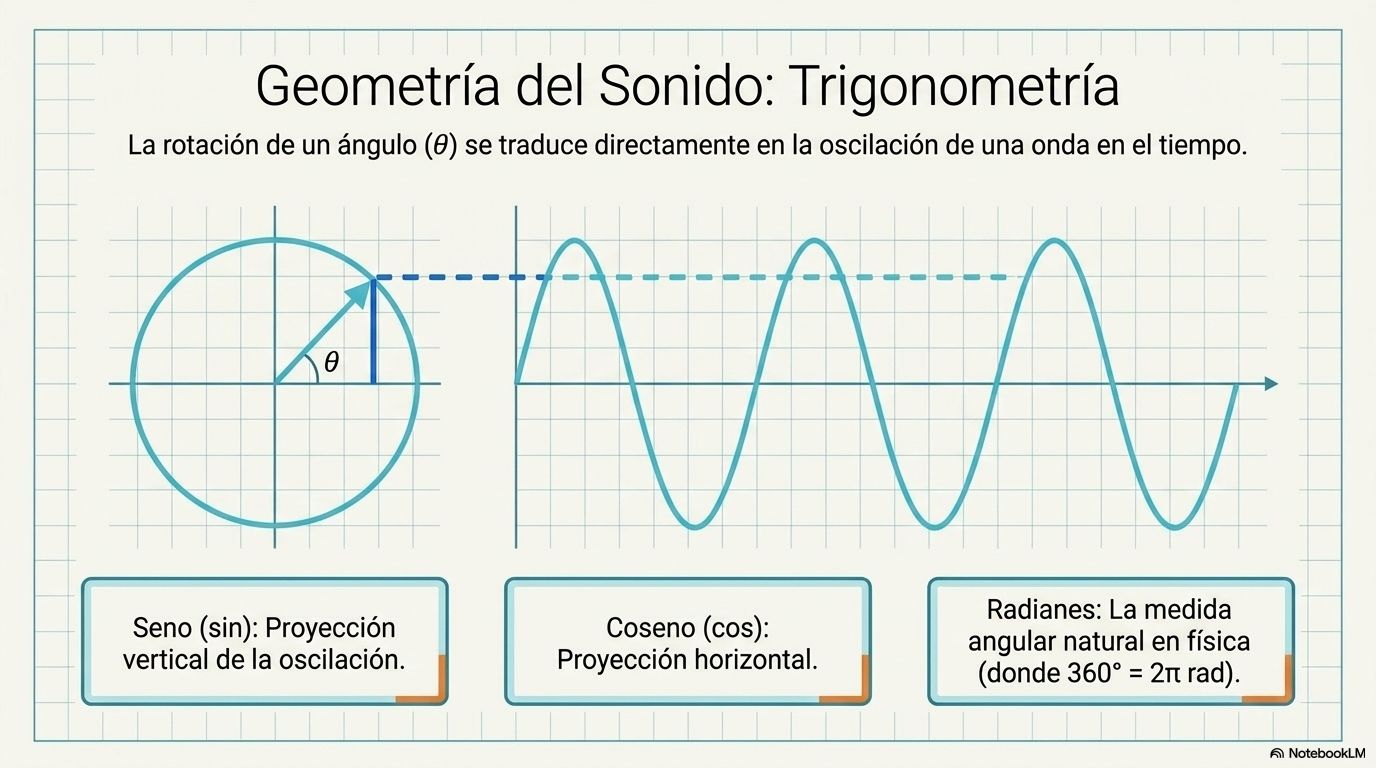 Geometría del Sonido: Trigonometría
La rotación de un ángulo (θ) se traduce directamente en la oscilación de una onda en el tiempo.
θ
Seno (sin): Proyección
vertical de la oscilación.
Coseno (cos):
Proyección horizontal.
Radianes: La medida
angular natural en física
(donde 360° = 2π rad).
NotebookLM